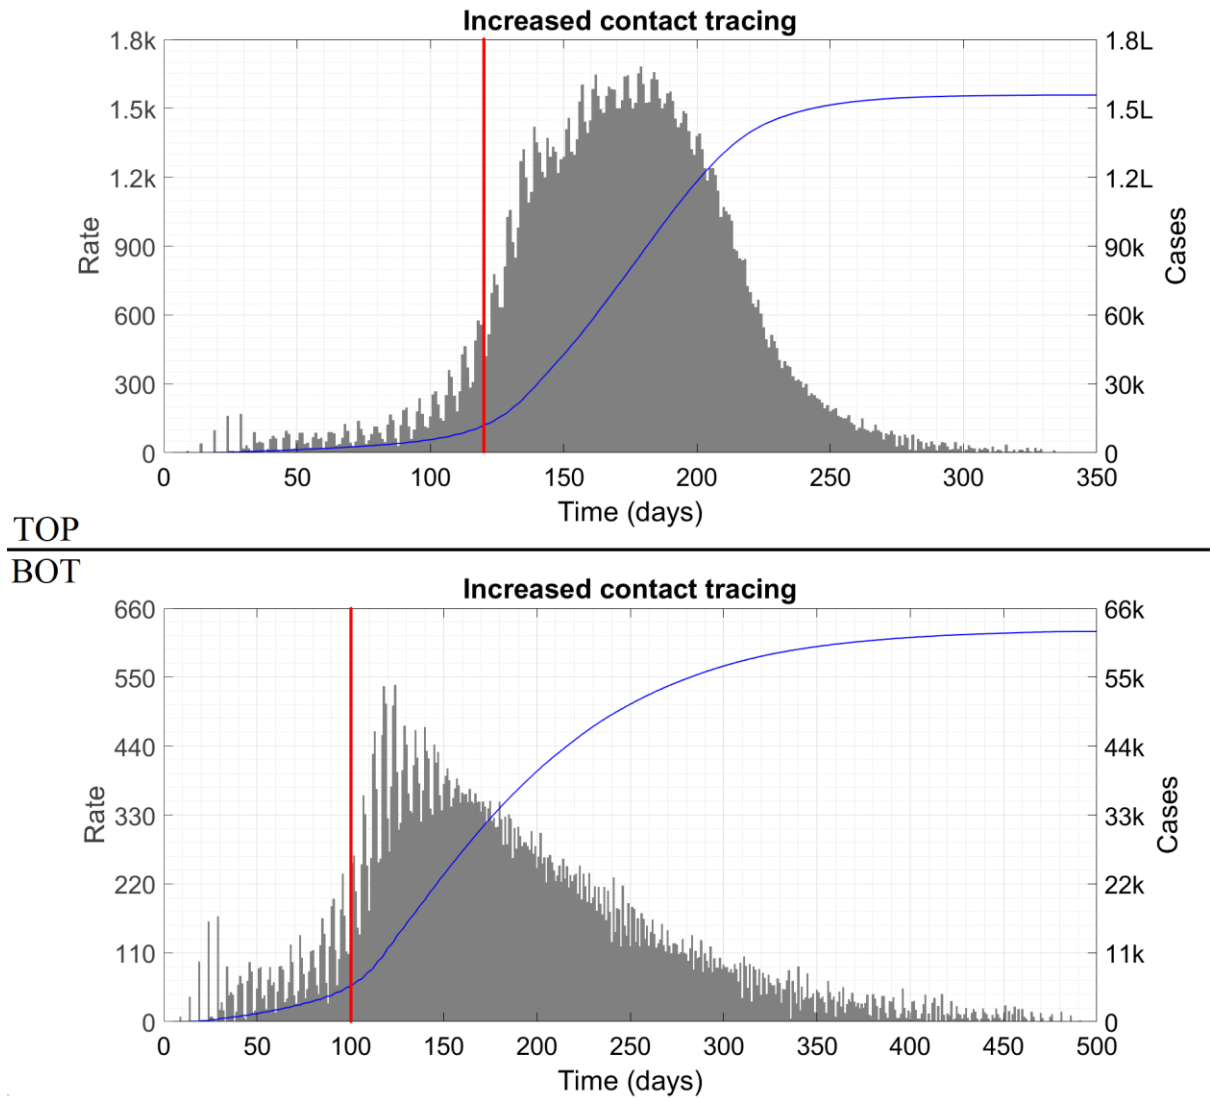 Increased contact tracing
1.8k 1.8L
1.5k 1.5L
1.2k 1.2L
900 90k
600 60k
300 30k
0 0
Rate
Cases
0 50 100 150 200 250 300 350
Time (days)
TOP
BOT
Increased contact tracing
660 66k
550 55k
440 44k
330 33k
220 22k
110 11k
0 0
Rate
Cases
0 50 100 150 200 250 300 350 400 450 500
Time (days)